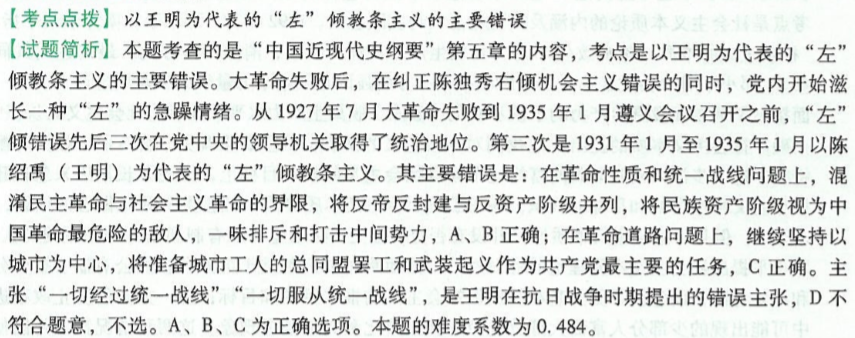 【考点点拨】以王明为代表的“左”倾教条主义的主要错误
【试题简析】本题考查的是“中国近现代史纲要”第五章的内容，考点是以王明为代表的“左”
倾教条主义的主要错误。大革命失败后，在纠正陈独秀右倾机会主义错误的同时，党内开始滋
长一种“左”的急躁情绪。从1927年7月大革命失败到1935年1月遵义会议召开之前，“左”
倾错误先后三次在党中央的领导机关取得了统治地位。第三次是1931年1月至1935年1月以陈
绍禹（王明）为代表的“左”倾教条主义。其主要错误是：在革命性质和统一战线问题上，混
淆民主革命与社会主义革命的界限，将反帝反封建与反资产阶级并列，将民族资产阶级视为中
国革命最危险的敌人，一味排斥和打击中间势力，A、B正确；在革命道路问题上，继续坚持以
城市为中心，将准备城市工人的总同盟罢工和武装起义作为共产党最主要的任务，C正确。主
张“一切经过统一战线”“一切服从统一战线”，是王明在抗日战争时期提出的错误主张，D不
符合题意，不选。A、B、C为正确选项。本题的难度系数为0.484。